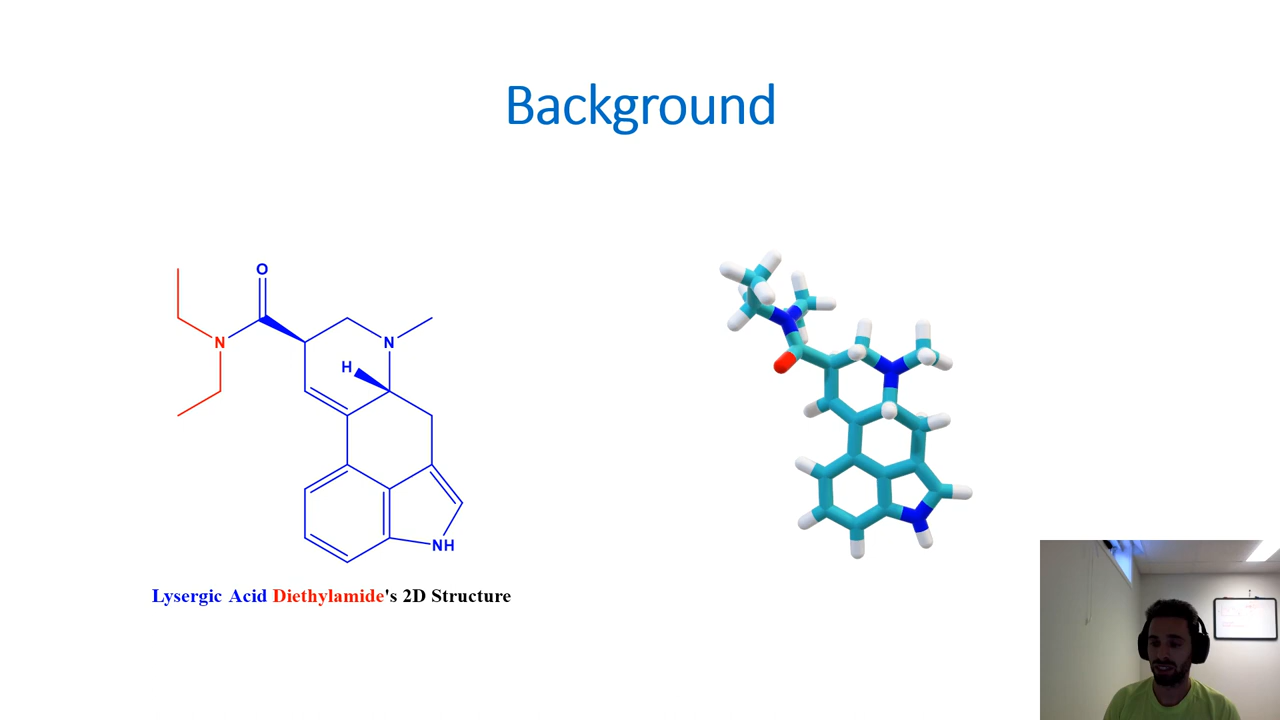 Background
O
N
N
H
NH
Lysergic Acid Diethylamide's 2D Structure